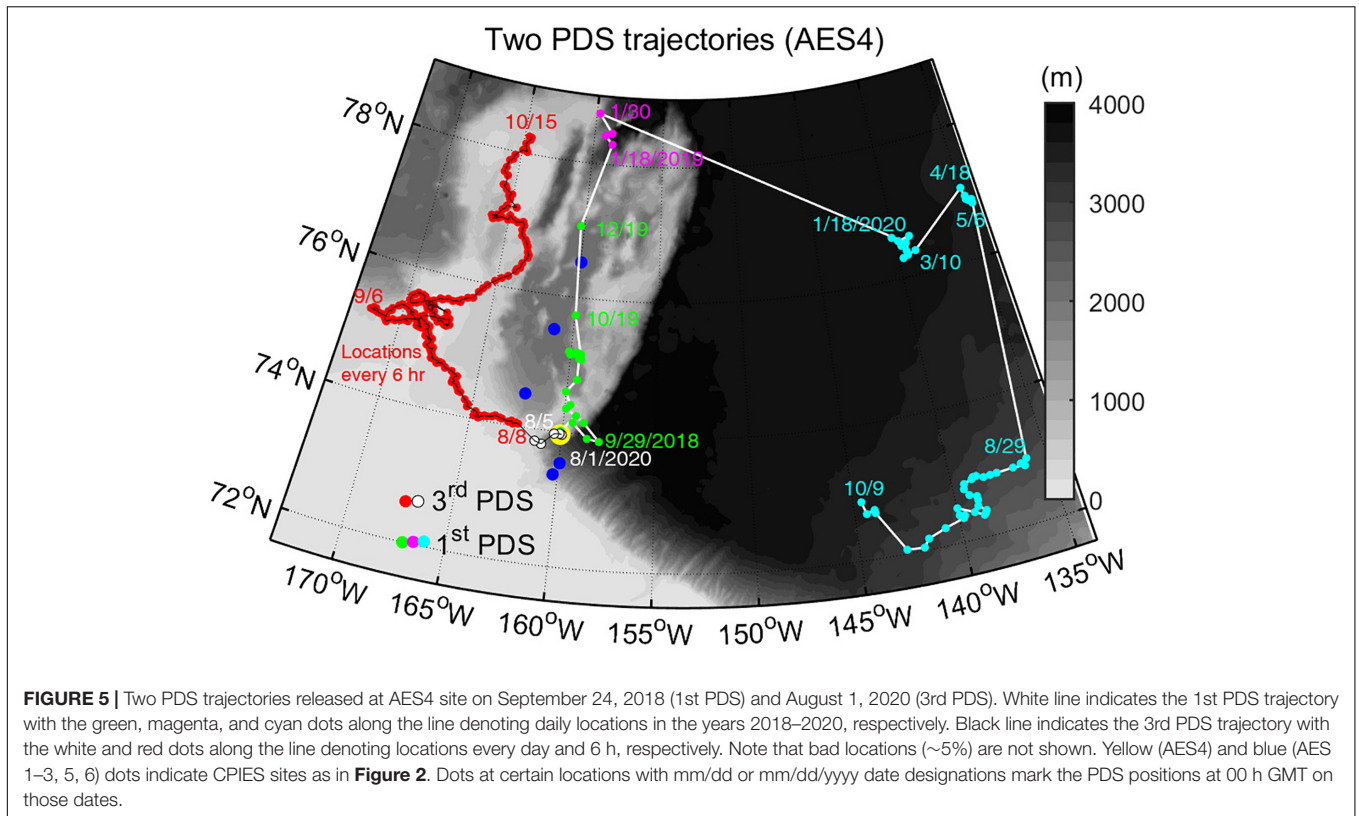 Two PDS trajectories (AES4)
(m)
78°N
76°N
74°N
72°N
170°W
165°W
160°W
155°W
150°W
145°W
140°W
135°W
4000
3000
2000
1000
0
10/15
9/6
Locations
every 6 hr
8/8
8/5
8/1/2020
9/29/2018
10/19
12/19
1/18/2019
1/30
1/18/2020
3/10
4/18
5/6
8/29
10/9
3rd PDS
1st PDS
FIGURE 5 | Two PDS trajectories released at AES4 site on September 24, 2018 (1st PDS) and August 1, 2020 (3rd PDS). White line indicates the 1st PDS trajectory
with the green, magenta, and cyan dots along the line denoting daily locations in the years 2018–2020, respectively. Black line indicates the 3rd PDS trajectory with
the white and red dots along the line denoting locations every day and 6 h, respectively. Note that bad locations (~5%) are not shown. Yellow (AES4) and blue (AES
1–3, 5, 6) dots indicate CPIES sites as in Figure 2. Dots at certain locations with mm/dd or mm/dd/yyyy date designations mark the PDS positions at 00 h GMT on
those dates.